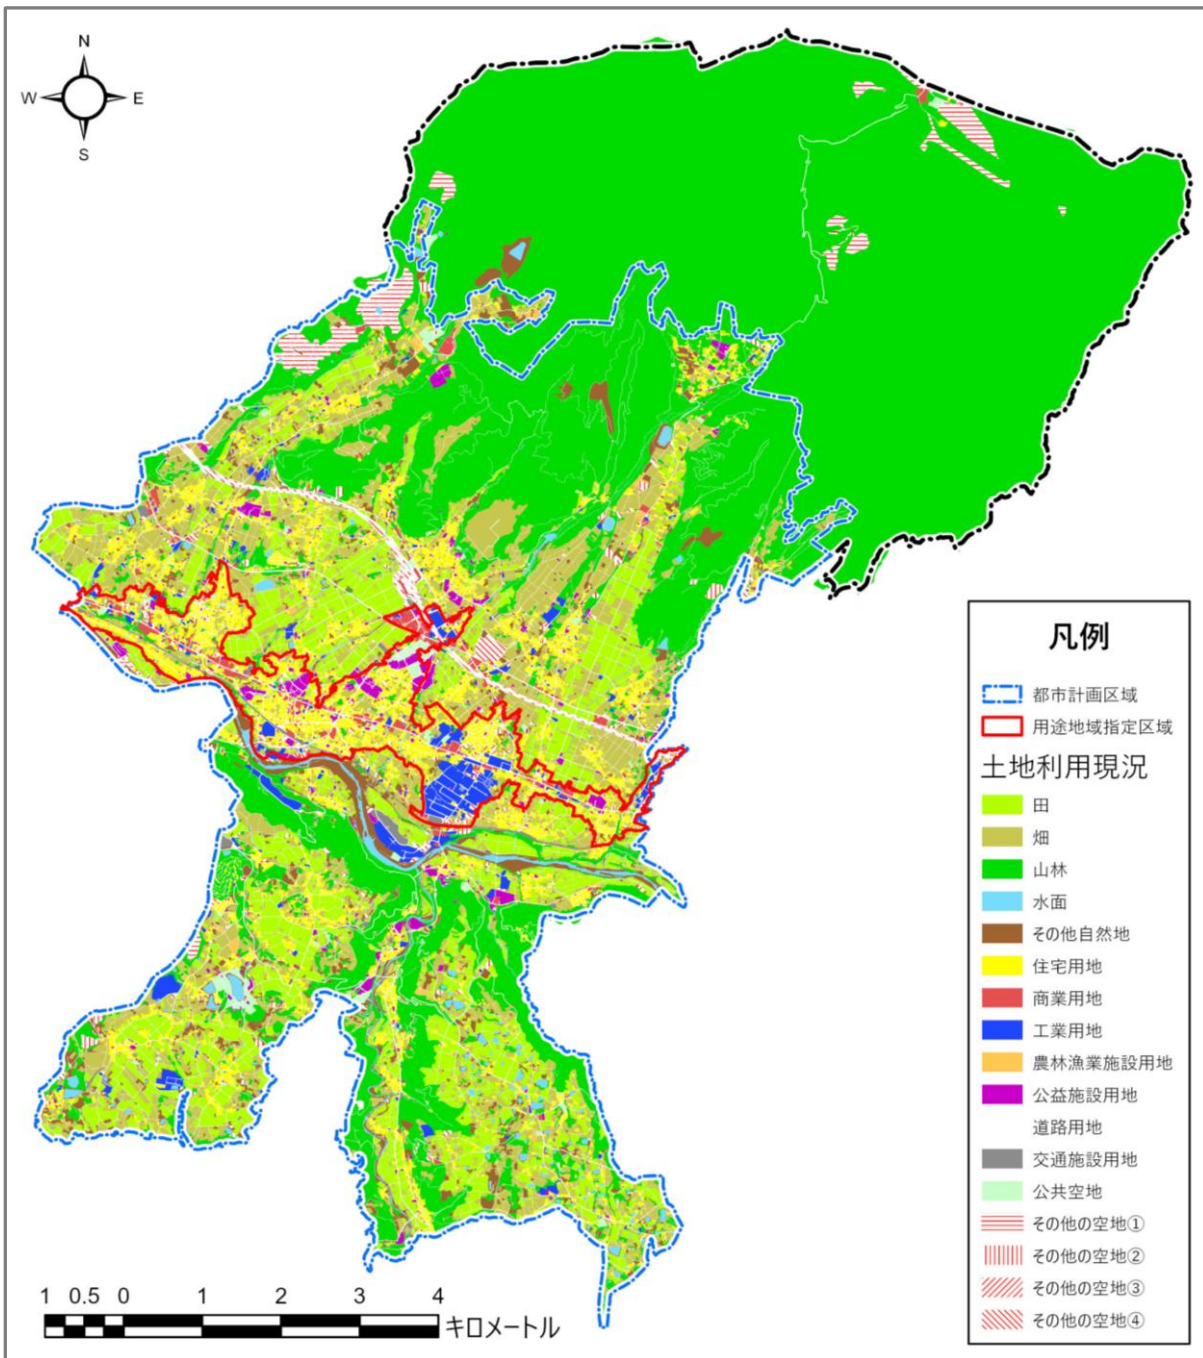 N
W
E
S
凡例
都市計画区域
用途地域指定区域
土地利用現況
田
畑
山林
水面
その他自然地
住宅用地
商業用地
工業用地
農林漁業施設用地
公益施設用地
道路用地
交通施設用地
公共空地
その他の空地①
その他の空地②
その他の空地③
その他の空地④
1 0.5 0 1 2 3 4
キロメートル